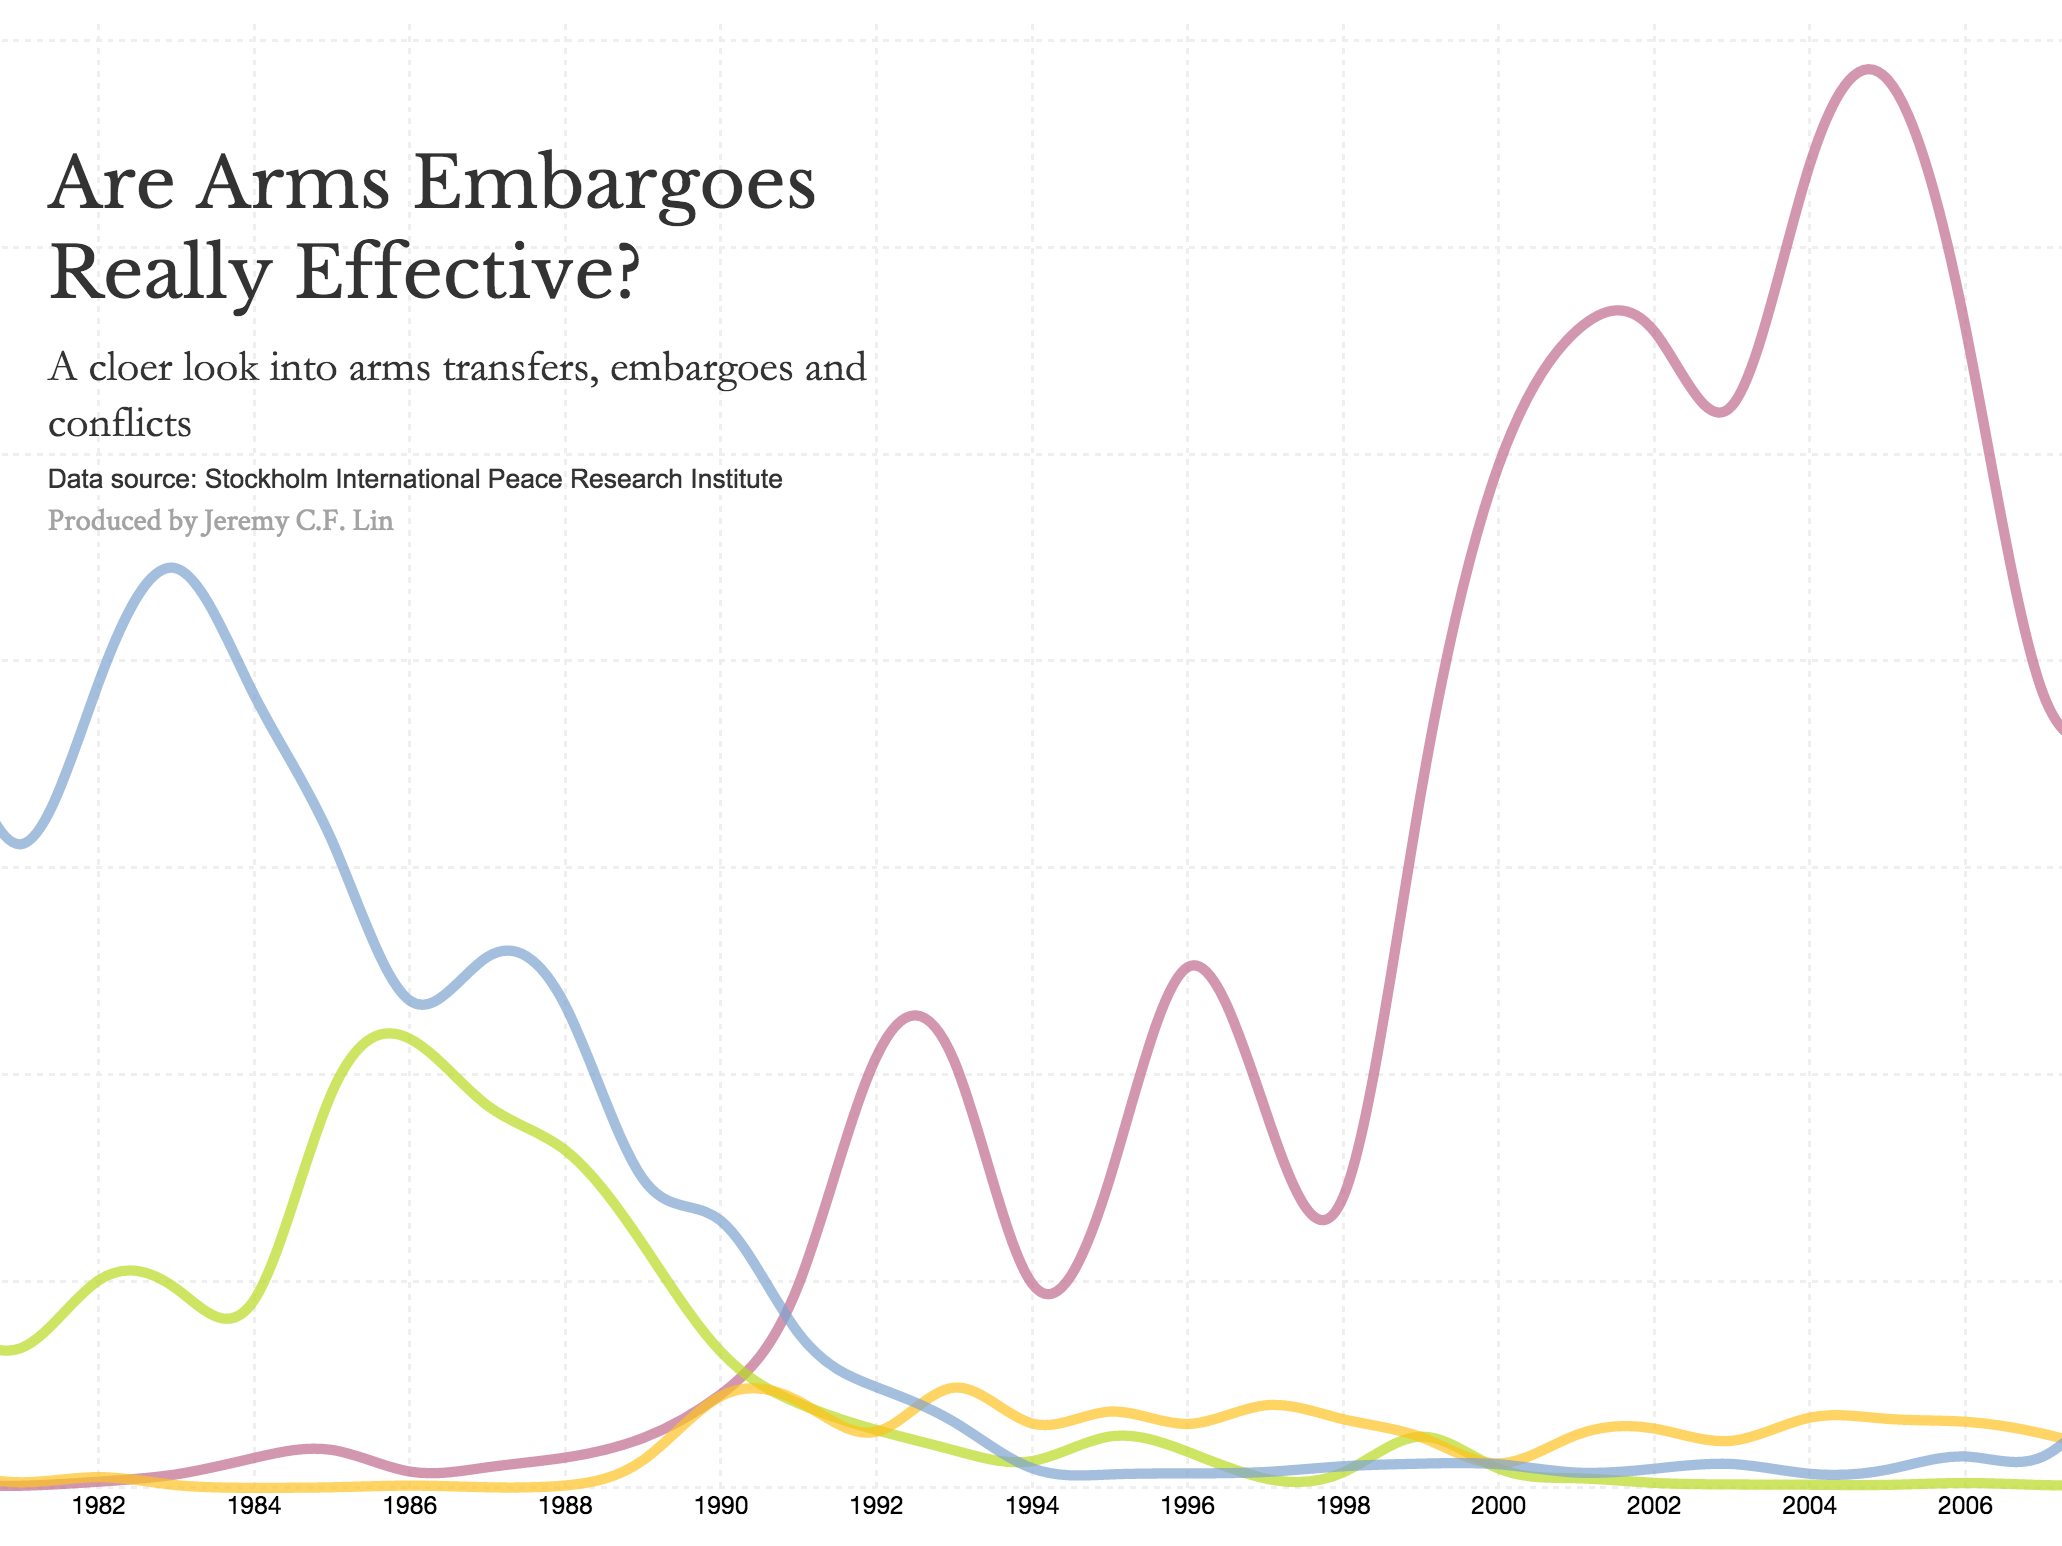 Are Arms Embargoes
Really Effective?
A cloer look into arms transfers, embargoes and
conflicts
Data source: Stockholm International Peace Research Institute
Produced by Jeremy C.F. Lin
1982 1984 1986 1988 1990 1992 1994 1996 1998 2000 2002 2004 2006